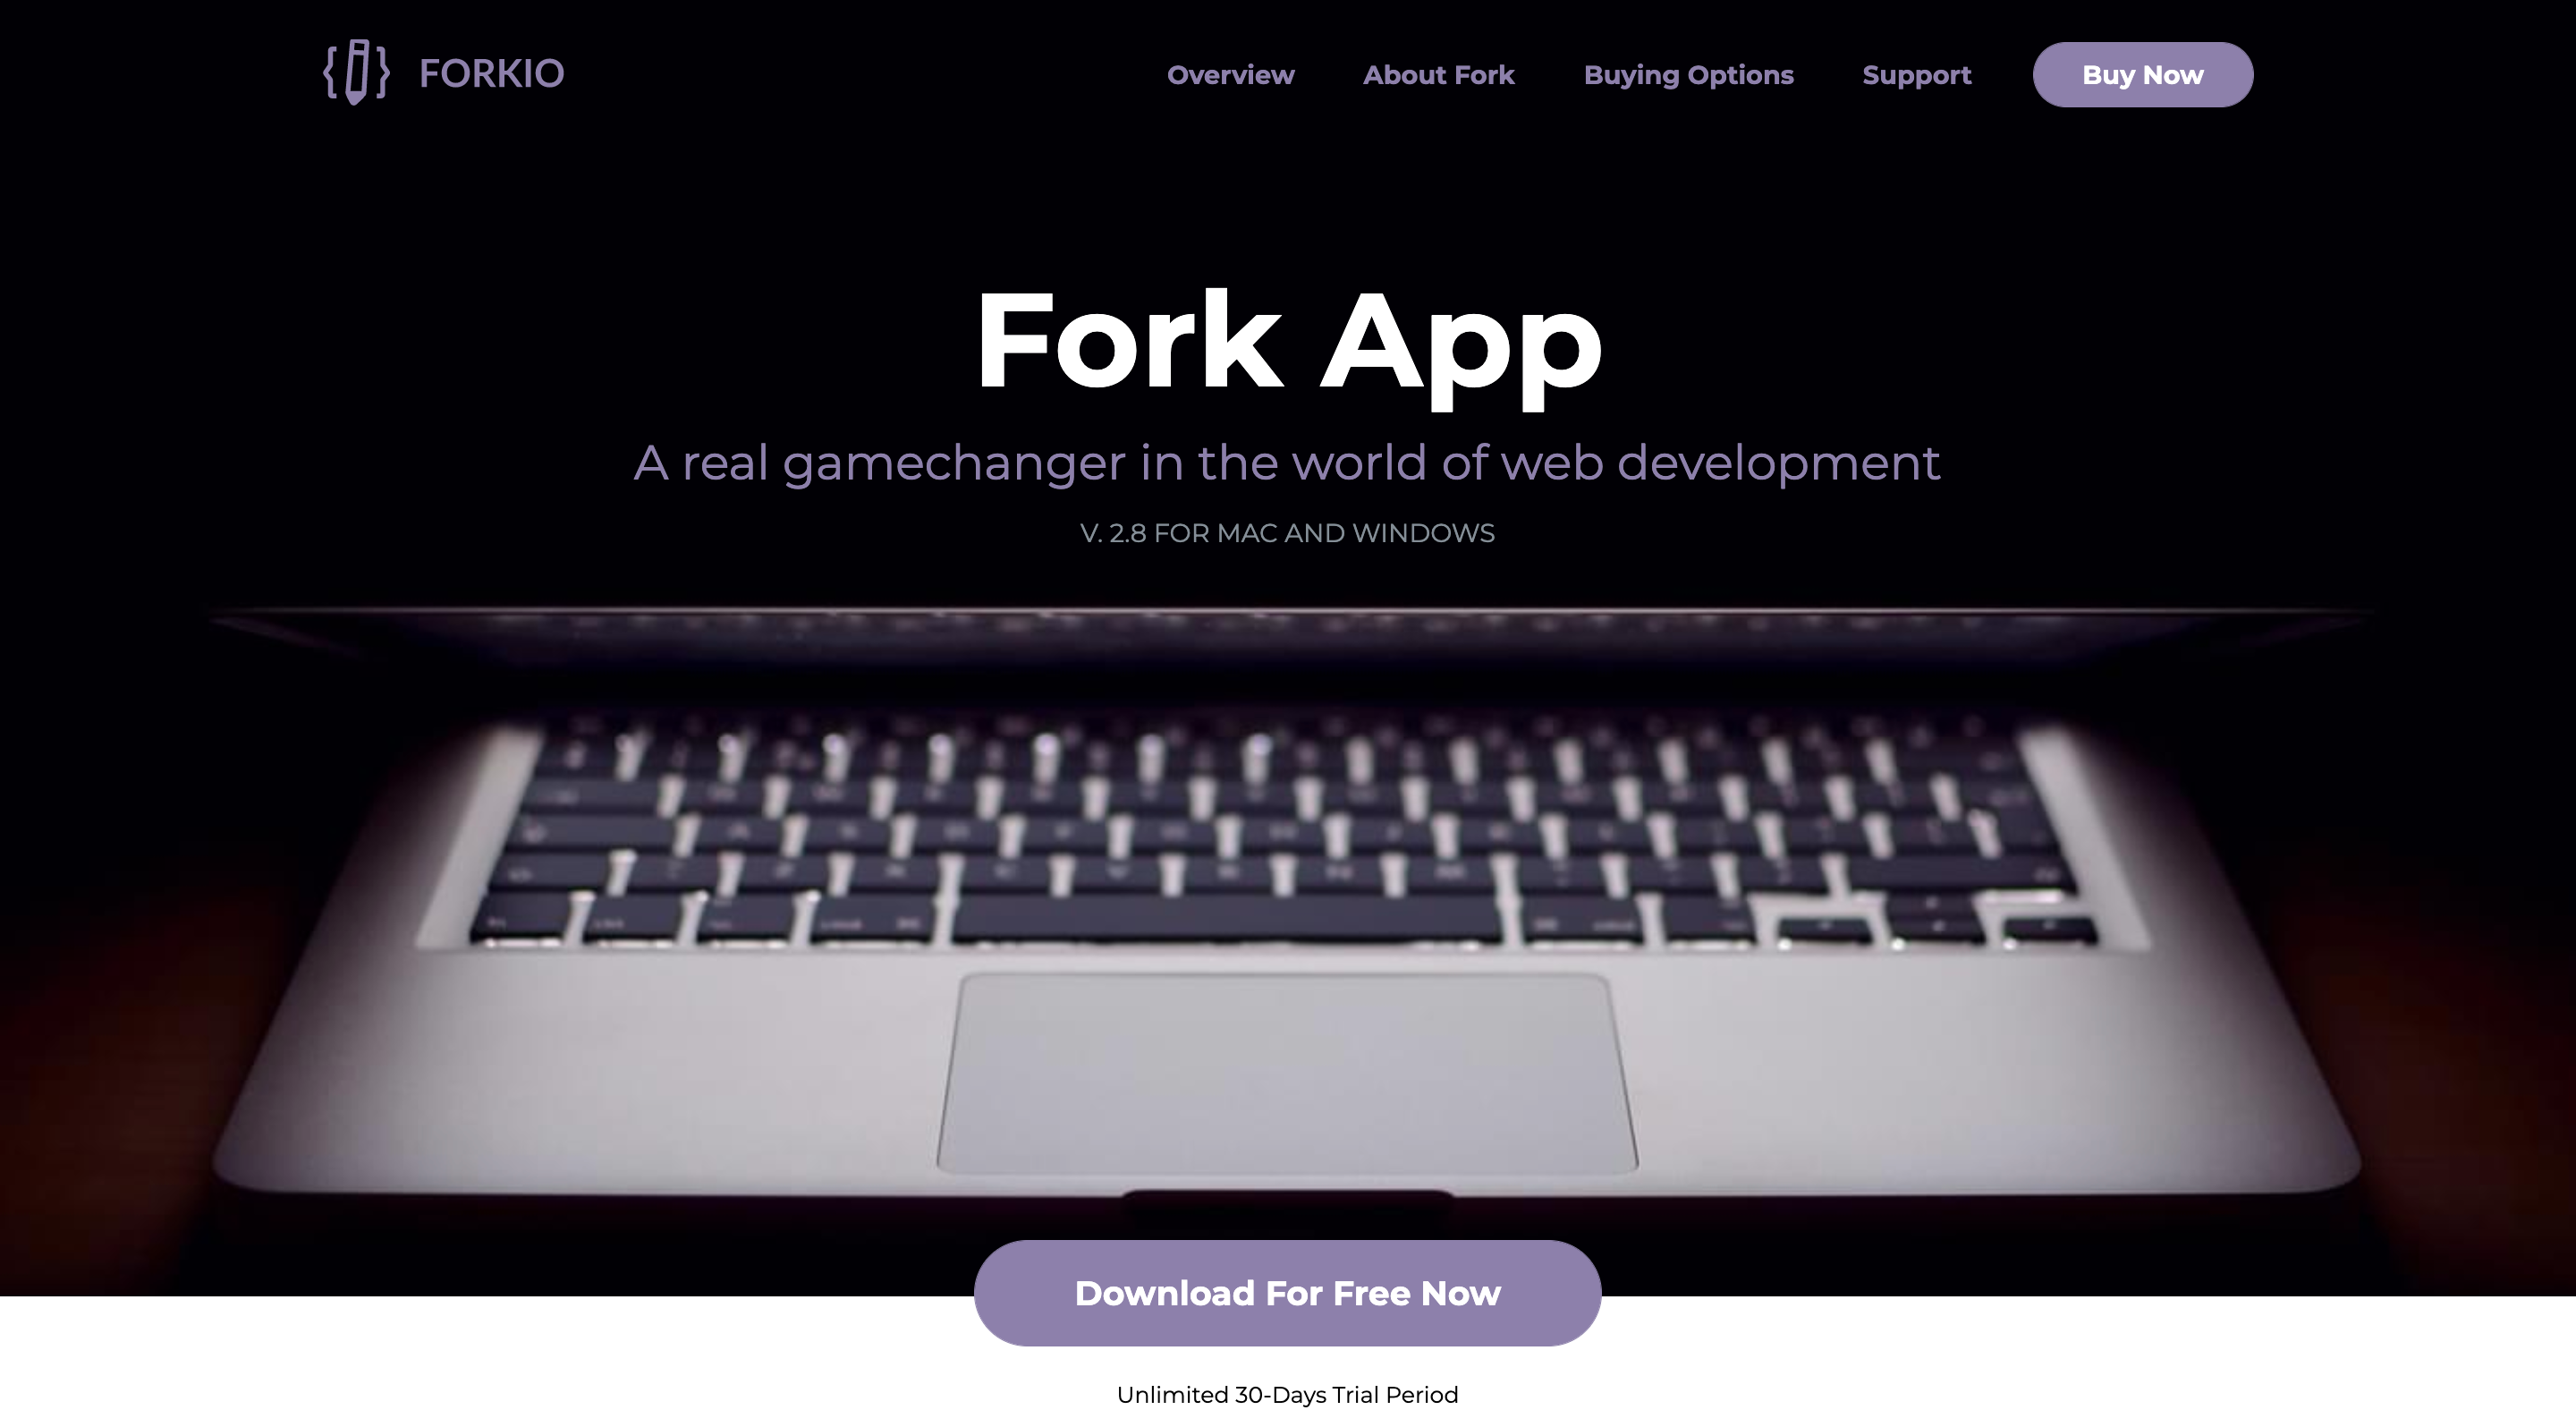 FORKIO
Overview
About Fork
Buying Options
Support
Buy Now
Fork App
A real gamechanger in the world of web development
V. 2.8 FOR MAC AND WINDOWS
Download For Free Now
Unlimited 30-Days Trial Period